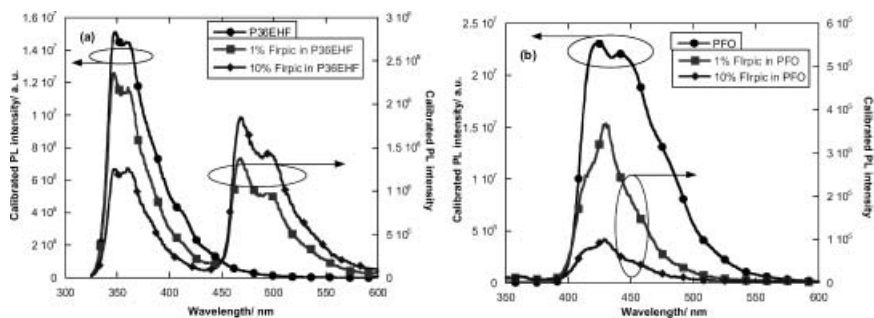 (a)
P36EHF
1% Firpic in P36EHF
10% Firpic in P36EHF
Calibrated PL intensity/ a. u.
1.6 10⁷
1.4 10⁷
1.2 10⁷
1 10⁷
8 10⁶
6 10⁶
4 10⁶
2 10⁶
0
300 350 400 450 500 550 600
Wavelength/ nm
3 10⁶
2.5 10⁶
2 10⁶
1.5 10⁶
1 10⁶
5 10⁵
0
Calibrated PL intensity
(b)
PFO
1% FIrpic in PFO
10% FIrpic in PFO
Calibrated PL intensity/ a.u.
2.5 10⁷
2 10⁷
1.5 10⁷
1 10⁷
5 10⁶
0
350 400 450 500 550 600
Wavelength/ nm
6 10⁵
5 10⁵
4 10⁵
3 10⁵
2 10⁵
1 10⁵
0
Calibrated PL intensity